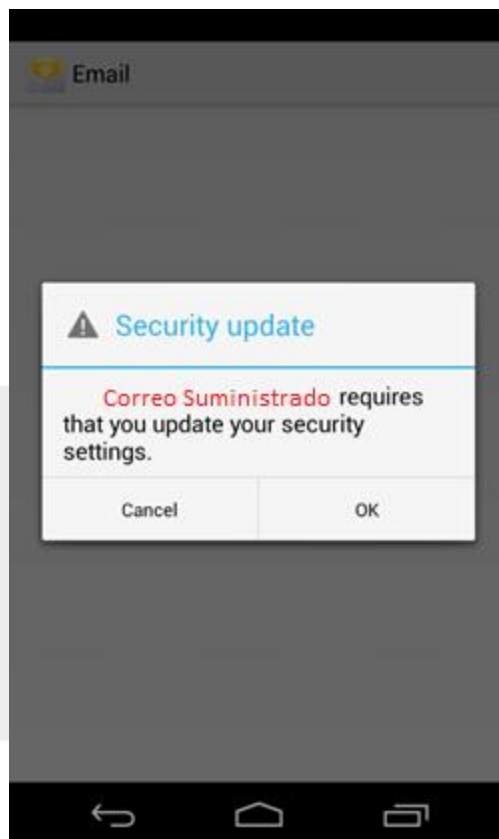 Email
Security update
Correo Suministrado requires
that you update your security
settings.
Cancel
OK